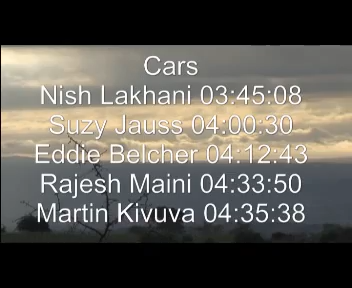 Cars
Nish Lakhani 03:45:08
Suzy Jauss 04:00:30
Eddie Belcher 04:12:43
Rajesh Maini 04:33:50
Martin Kivuva 04:35:38